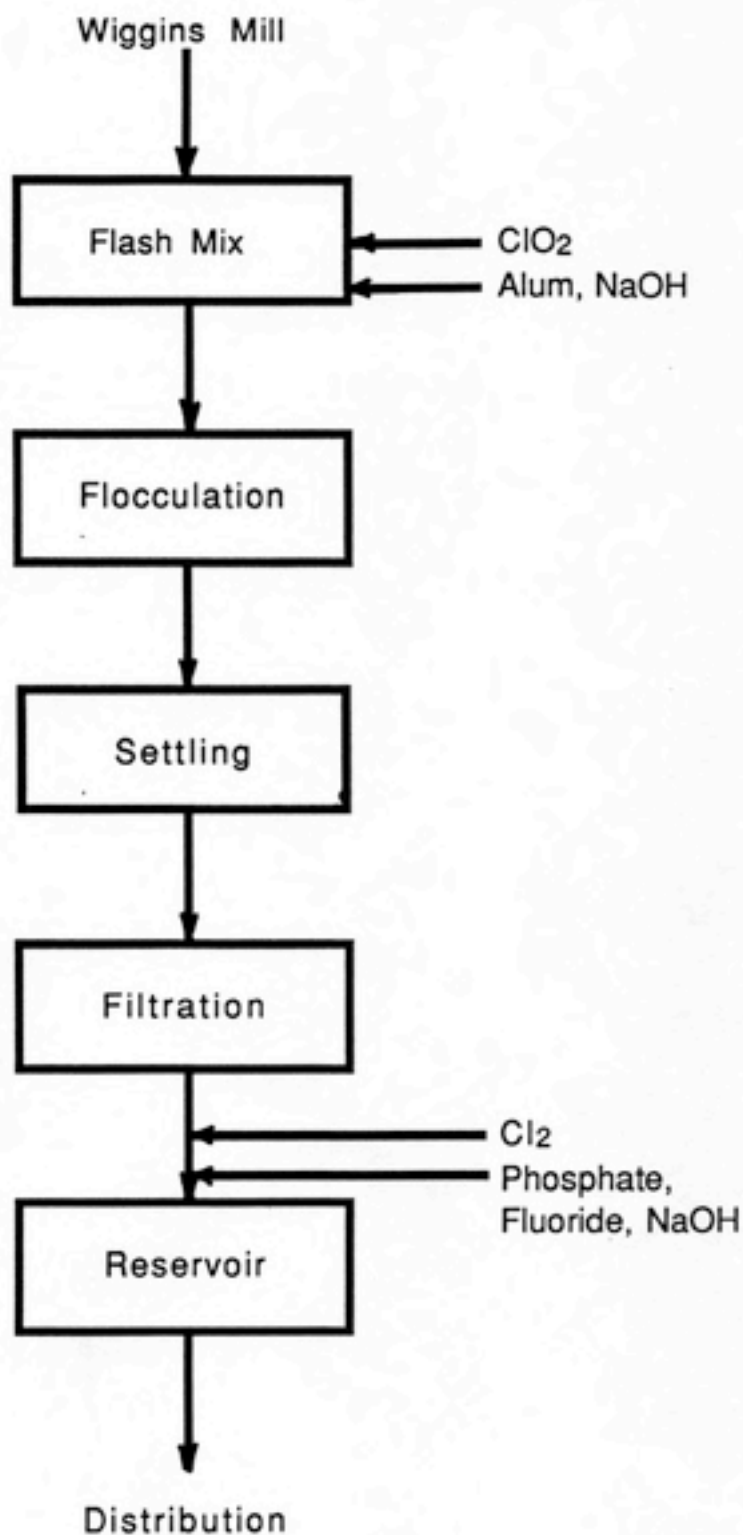 Wiggins Mill
Flash Mix
ClO2
Alum, NaOH
Flocculation
Settling
Filtration
Cl2
Phosphate,
Fluoride, NaOH
Reservoir
Distribution